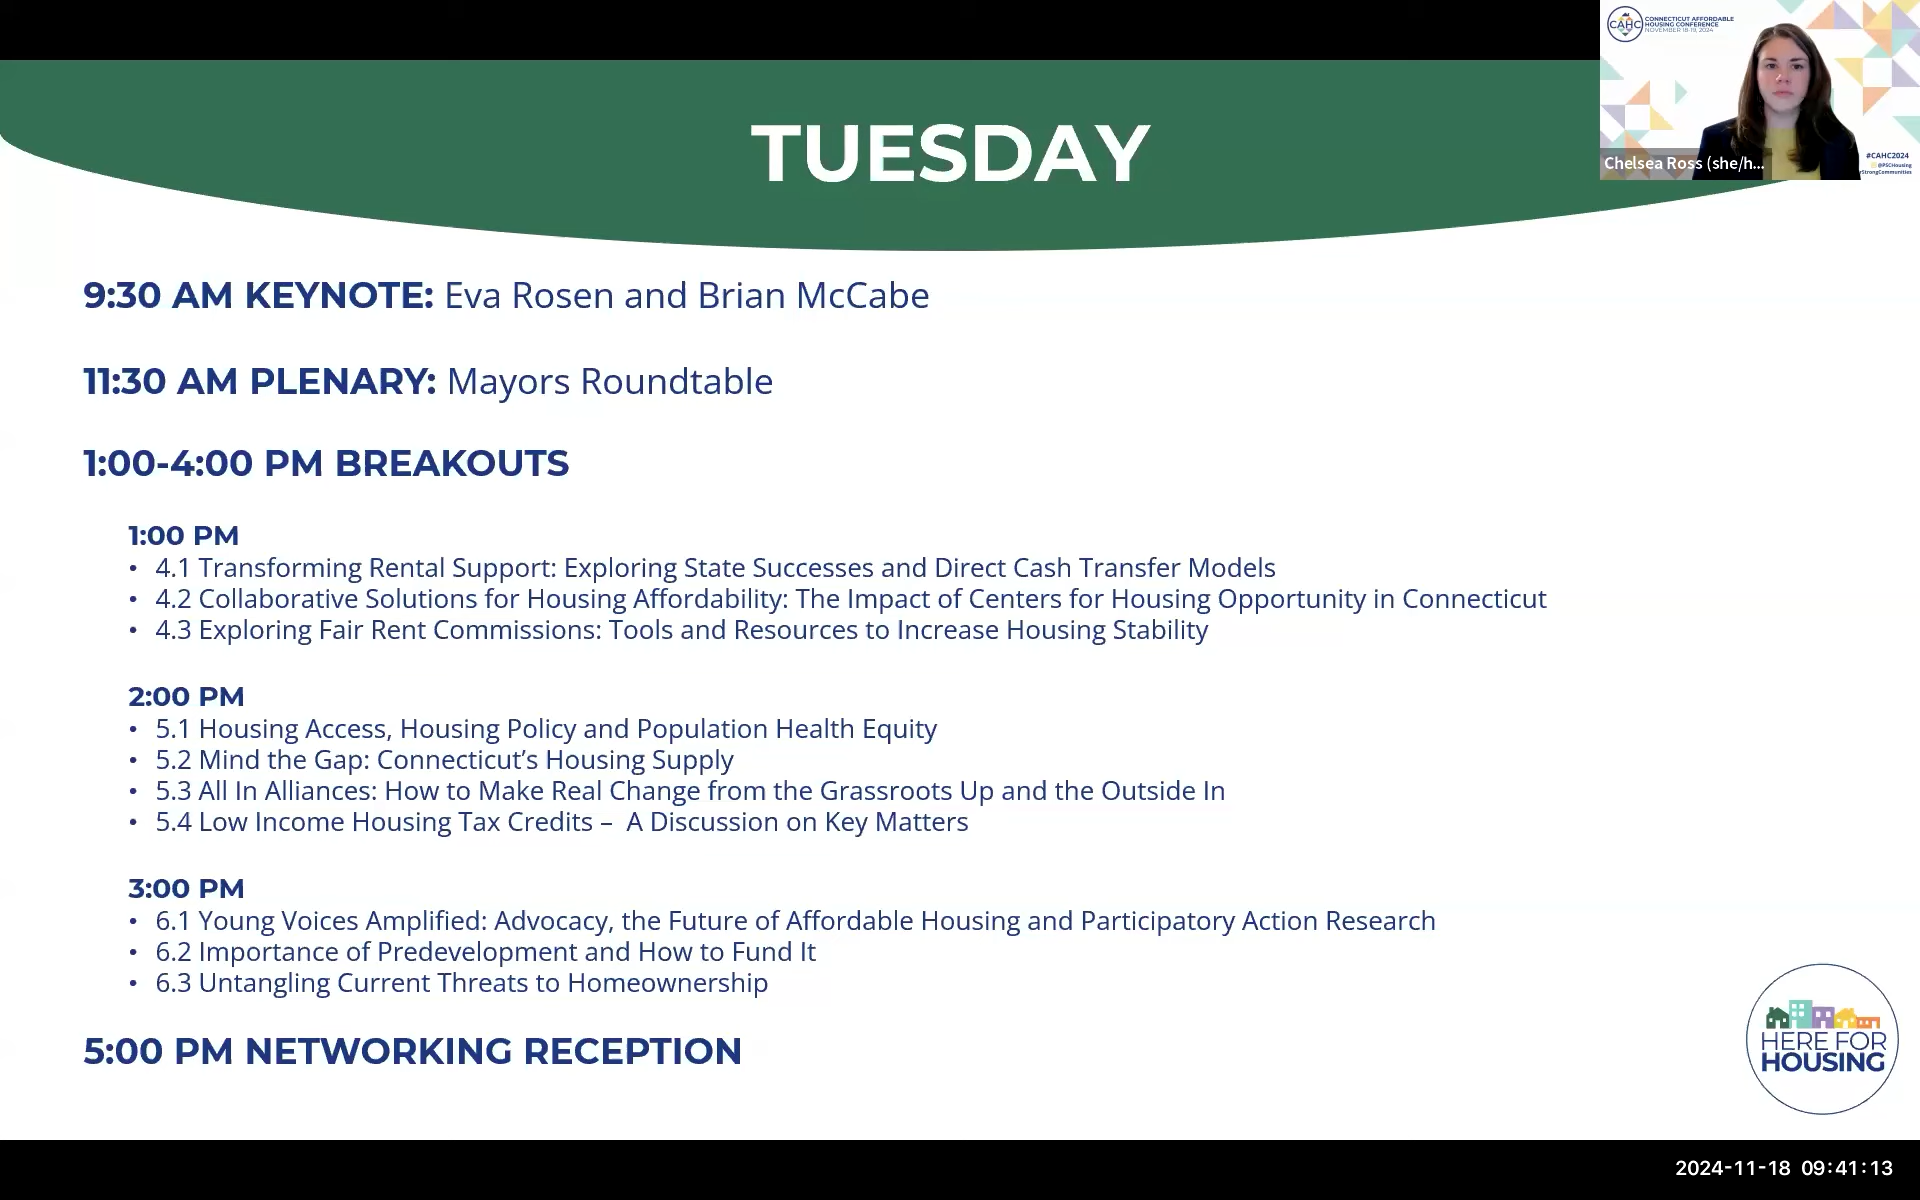 CAHC
CONNECTICUT AFFORDABLE
HOUSING CONFERENCE
NOVEMBER 18-19, 2024
TUESDAY
#CAHC2024
@PSCHousing
StrongCommunities
Chelsea Ross (she/h...
9:30 AM KEYNOTE: Eva Rosen and Brian McCabe
11:30 AM PLENARY: Mayors Roundtable
1:00-4:00 PM BREAKOUTS
1:00 PM
• 4.1 Transforming Rental Support: Exploring State Successes and Direct Cash Transfer Models
• 4.2 Collaborative Solutions for Housing Affordability: The Impact of Centers for Housing Opportunity in Connecticut
• 4.3 Exploring Fair Rent Commissions: Tools and Resources to Increase Housing Stability
2:00 PM
• 5.1 Housing Access, Housing Policy and Population Health Equity
• 5.2 Mind the Gap: Connecticut’s Housing Supply
• 5.3 All In Alliances: How to Make Real Change from the Grassroots Up and the Outside In
• 5.4 Low Income Housing Tax Credits –  A Discussion on Key Matters
3:00 PM
• 6.1 Young Voices Amplified: Advocacy, the Future of Affordable Housing and Participatory Action Research
• 6.2 Importance of Predevelopment and How to Fund It
• 6.3 Untangling Current Threats to Homeownership
5:00 PM NETWORKING RECEPTION
HERE FOR
HOUSING
2024-11-18 09:41:13